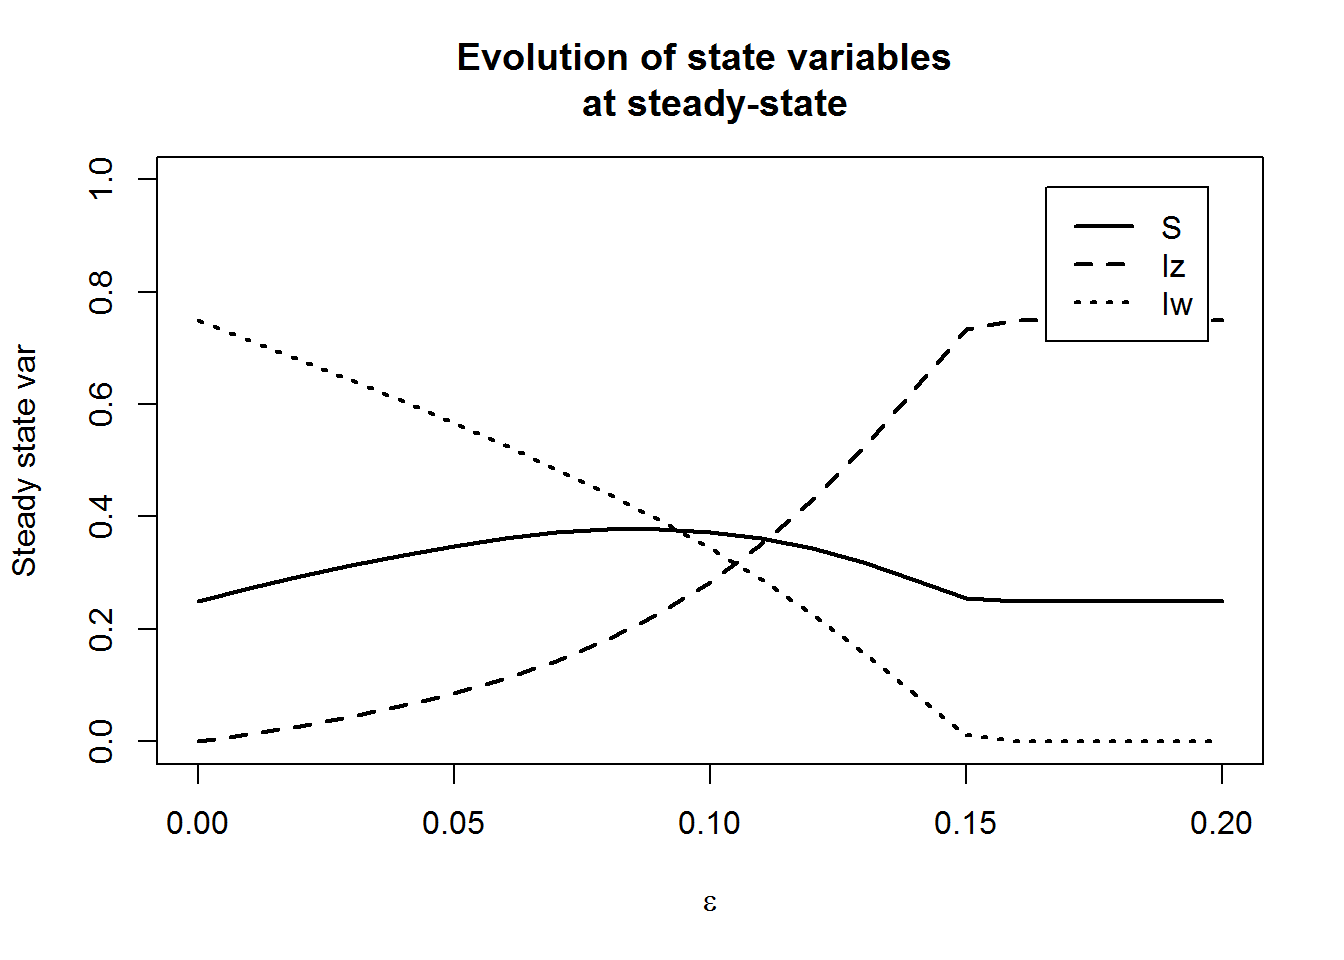 Evolution of state variables
at steady-state
Steady state var
1.0
0.8
0.6
0.4
0.2
0.0
S
Iz
Iw
0.00 0.05 0.10 0.15 0.20
ε